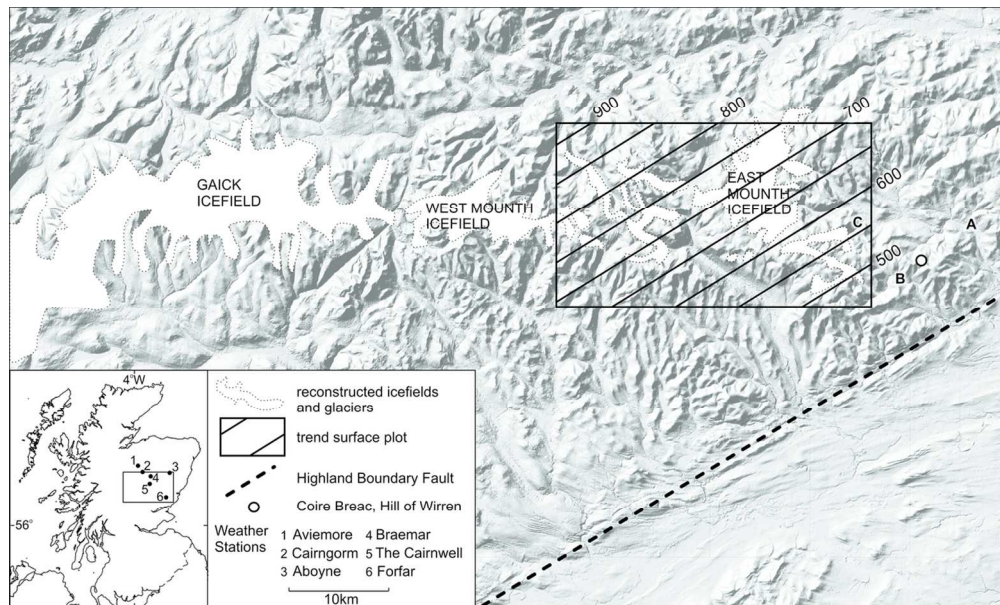 900
800
700
600
500
GAICK
ICEFIELD
WEST MOUNTH
ICEFIELD
EAST
MOUNTH
ICEFIELD
C
A
B
4°W
56°
1
2
3
4
5
6
reconstructed icefields
and glaciers
trend surface plot
Highland Boundary Fault
Coire Breac, Hill of Wirren
Weather
Stations
1 Aviemore 4 Braemar
2 Cairngorm 5 The Cairnwell
3 Aboyne 6 Forfar
10km